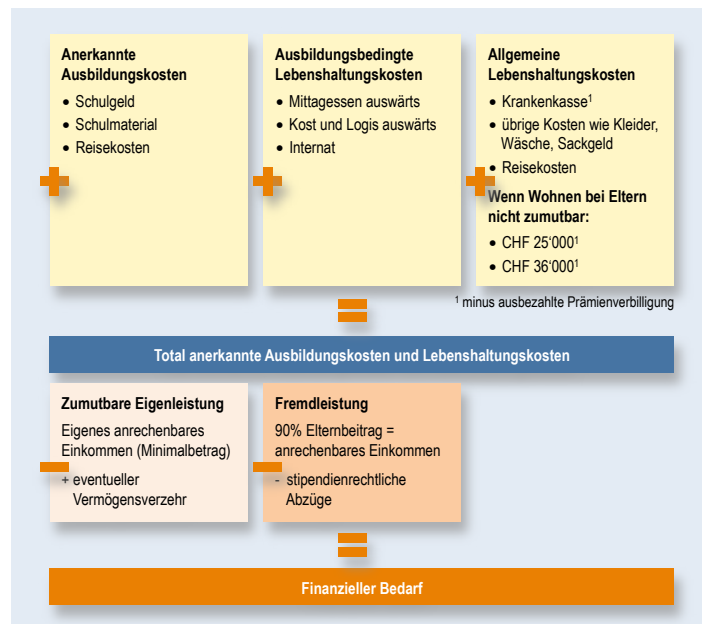 Anerkannte
Ausbildungskosten
• Schulgeld
• Schulmaterial
• Reisekosten
Ausbildungsbedingte
Lebenshaltungskosten
• Mittagessen auswärts
• Kost und Logis auswärts
• Internat
Allgemeine
Lebenshaltungskosten
• Krankenkasse¹
• übrige Kosten wie Kleider,
Wäsche, Sackgeld
• Reisekosten
Wenn Wohnen bei Eltern
nicht zumutbar:
• CHF 25‘000¹
• CHF 36‘000¹
¹ minus ausbezahlte Prämienverbilligung
Total anerkannte Ausbildungskosten und Lebenshaltungskosten
Zumutbare Eigenleistung
Eigenes anrechenbares
Einkommen (Minimalbetrag)
+ eventueller
Vermögensverzehr
Fremdleistung
90% Elternbeitrag =
anrechenbares Einkommen
- stipendienrechtliche
Abzüge
Finanzieller Bedarf